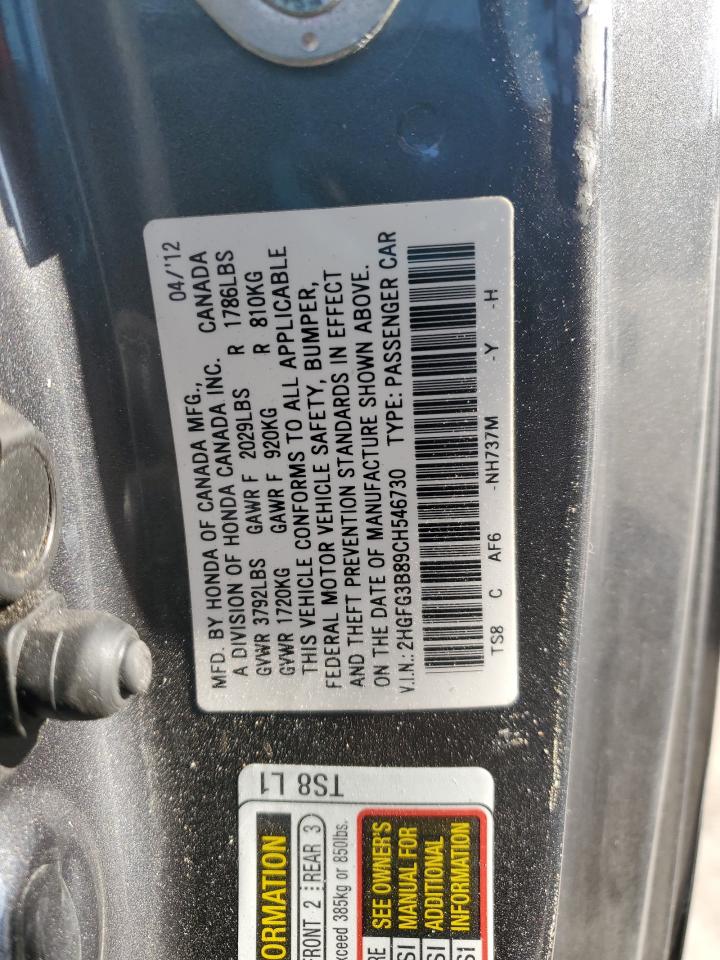 MFD. BY HONDA OF CANADA MFG., 04/'12
A DIVISION OF HONDA CANADA INC. CANADA
GVWR 3792LBS GAWR F 2029LBS R 1786LBS
GVWR 1720KG GAWR F 920KG R 810KG
THIS VEHICLE CONFORMS TO ALL APPLICABLE
FEDERAL MOTOR VEHICLE SAFETY, BUMPER,
AND THEFT PREVENTION STANDARDS IN EFFECT
ON THE DATE OF MANUFACTURE SHOWN ABOVE.
V.I.N.: 2HGFG3B89CH546730 TYPE: PASSENGER CAR
TS8 C AF6 -NH737M -Y -H
TS8 L1
FRONT 2 REAR 3
exceed 385kg or 850lbs.
SEE OWNER'S
MANUAL FOR
ADDITIONAL
INFORMATION